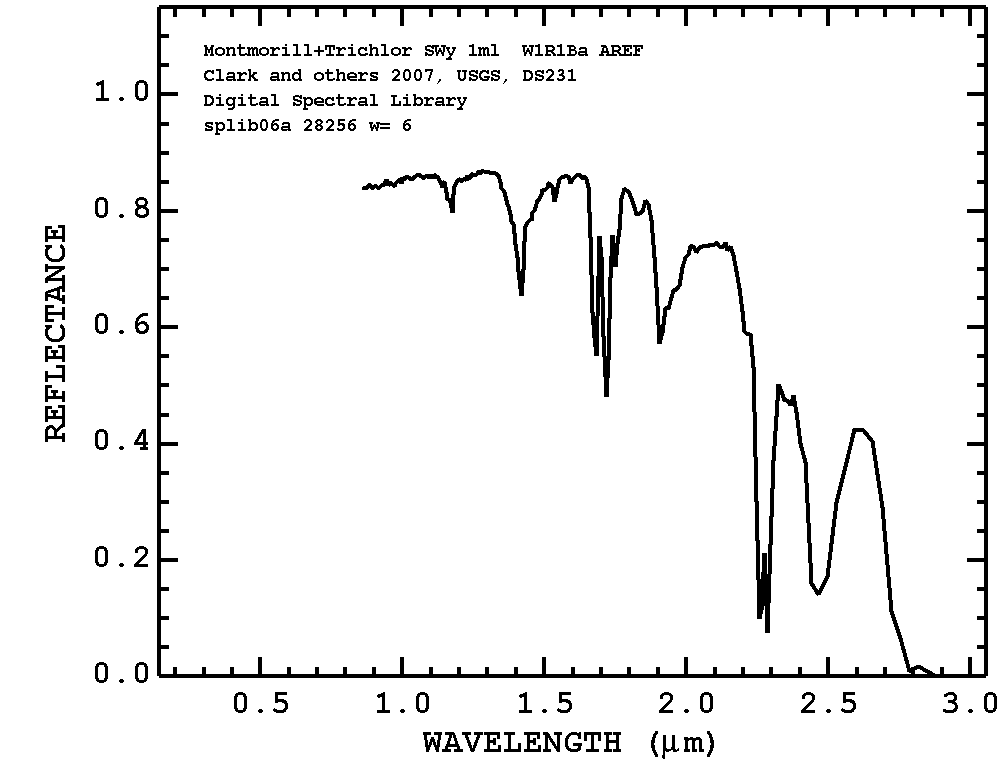 Montmorill+Trichlor SWy 1ml  W1R1Ba AREF
Clark and others 2007, USGS, DS231
Digital Spectral Library
splib06a 28256 w= 6
1.0
0.8
0.6
0.4
0.2
0.0
REFLECTANCE
0.5 1.0 1.5 2.0 2.5 3.0
WAVELENGTH (μm)